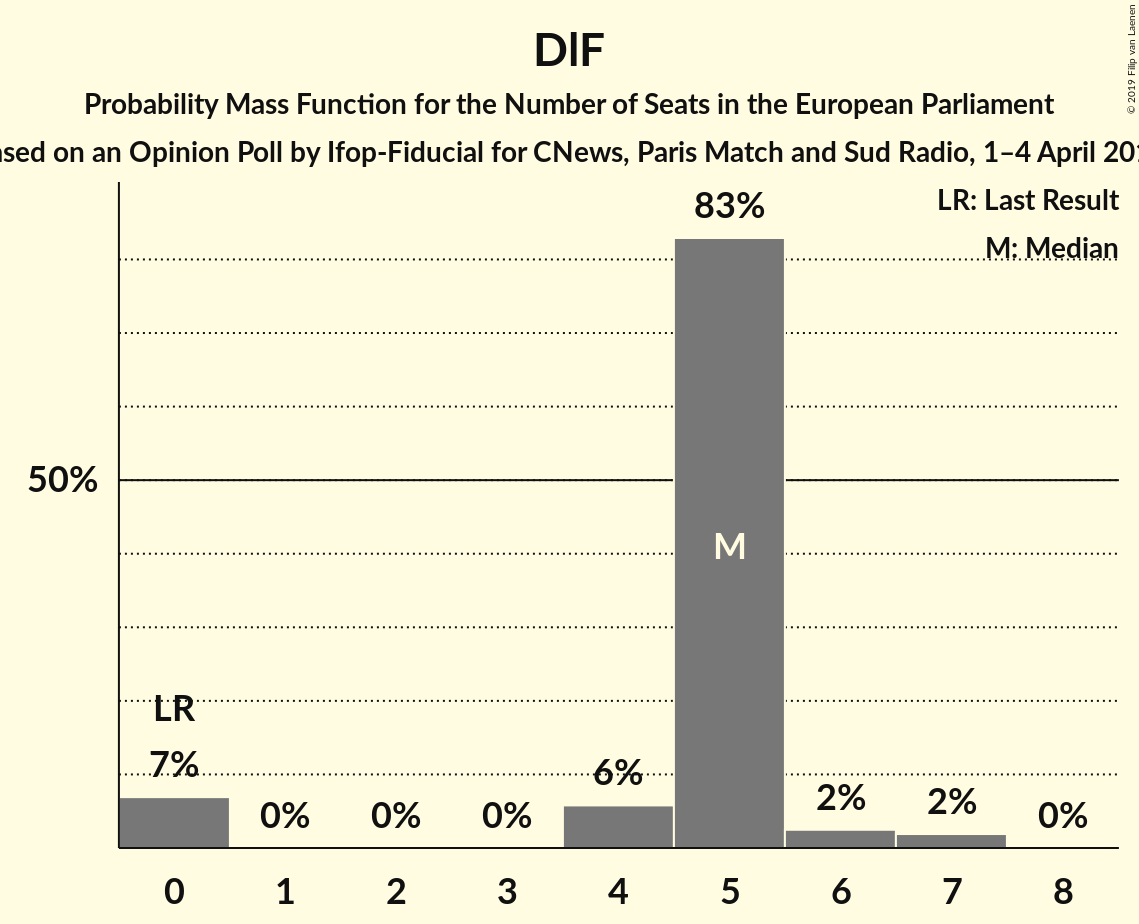 DlF
Probability Mass Function for the Number of Seats in the European Parliament
on an Opinion Poll by Ifop-Fiducial for CNews, Paris Match and Sud Radio, 1–4 April
© 2019 Filip van Laenen
LR: Last Result
M: Median
83%
50%
M
LR
7%
0%
0%
0%
6%
2%
2%
0%
0 1 2 3 4 5 6 7 8